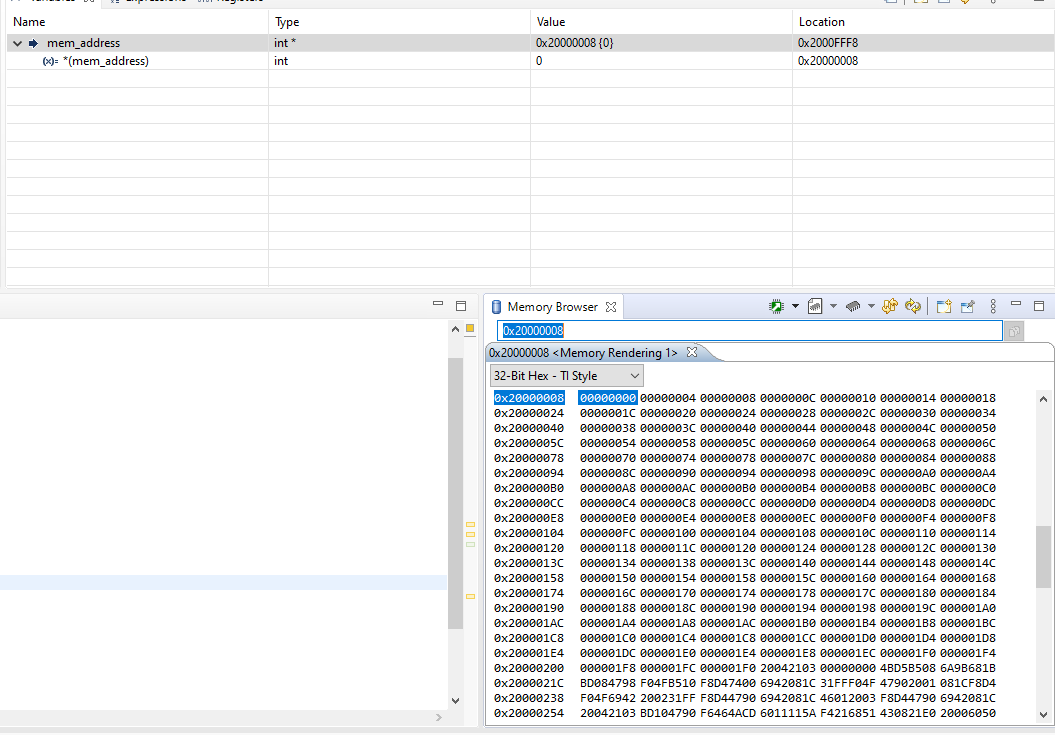 Variables Expressions Registers
Name Type Value Location
mem_address int * 0x20000008 {0} 0x2000FFF8
(x)= *(mem_address) int 0 0x20000008
Memory Browser
0x20000008
0x20000008 <Memory Rendering 1>
32-Bit Hex - TI Style
0x20000008 00000000 00000004 00000008 0000000C 00000010 00000014 00000018
0x20000024 0000001C 00000020 00000024 00000028 0000002C 00000030 00000034
0x20000040 00000038 0000003C 00000040 00000044 00000048 0000004C 00000050
0x2000005C 00000054 00000058 0000005C 00000060 00000064 00000068 0000006C
0x20000078 00000070 00000074 00000078 0000007C 00000080 00000084 00000088
0x20000094 0000008C 00000090 00000094 00000098 0000009C 000000A0 000000A4
0x200000B0 000000A8 000000AC 000000B0 000000B4 000000B8 000000BC 000000C0
0x200000CC 000000C4 000000C8 000000CC 000000D0 000000D4 000000D8 000000DC
0x200000E8 000000E0 000000E4 000000E8 000000EC 000000F0 000000F4 000000F8
0x20000104 000000FC 00000100 00000104 00000108 0000010C 00000110 00000114
0x20000120 00000118 0000011C 00000120 00000124 00000128 0000012C 00000130
0x2000013C 00000134 00000138 0000013C 00000140 00000144 00000148 0000014C
0x20000158 00000150 00000154 00000158 0000015C 00000160 00000164 00000168
0x20000174 0000016C 00000170 00000174 00000178 0000017C 00000180 00000184
0x20000190 00000188 0000018C 00000190 00000194 00000198 0000019C 000001A0
0x200001AC 000001A4 000001A8 000001AC 000001B0 000001B4 000001B8 000001BC
0x200001C8 000001C0 000001C4 000001C8 000001CC 000001D0 000001D4 000001D8
0x200001E4 000001DC 000001E0 000001E4 000001E8 000001EC 000001F0 000001F4
0x20000200 000001F8 000001FC 000001F0 20042103 00000000 4BD5B508 6A9B681B
0x2000021C BD084798 F04FB510 F8D47400 6942081C 31FFF04F 47902001 081CF8D4
0x20000238 F04F6942 200231FF F8D44790 6942081C 46012003 F8D44790 6942081C
0x20000254 20042103 BD104790 F6464ACD 6011115A F4216851 430821E0 20006050